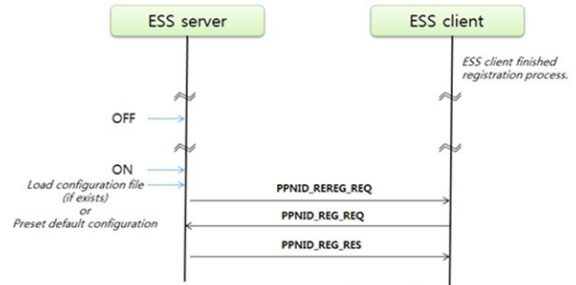 ESS server
ESS client
ESS client finished
registration process.
OFF
ON
Load configuration file
(if exists)
or
Preset default configuration
PPNID_REREG_REQ
PPNID_REG_REQ
PPNID_REG_RES